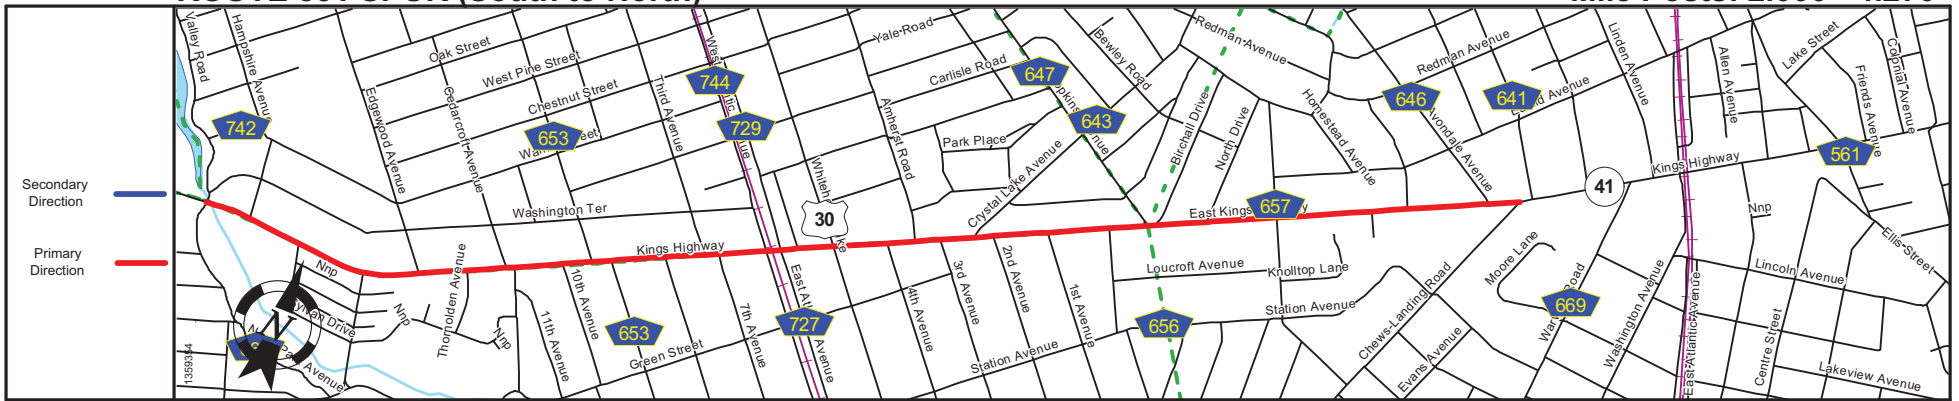 Secondary
Direction
Primary
Direction
Valley Road
Hampshire Avenue
742
Edgewood Avenue
Oak Street
West Pine Street
Cedarcroft Avenue
Chestnut Street
653
Third Avenue
744
729
Yale Road
Carlisle Road
647
Bewley Road
643
Amherst Road
Park Place
Crystal Lake Avenue
Redman Avenue
Birchall Drive
North Drive
Homestead Avenue
646
Redman Avenue
641
Avondale Avenue
Linden Avenue
Allen Avenue
Lake Street
Friends Avenue
Colonial Avenue
561
Kings Highway
41
Washington Ter
Kings Highway
30
East Kings
657
Nnp
Nnp
Nnp
Nnp
Thornolden Avenue
11th Avenue
10th Avenue
653
Green Street
7th Avenue
727
4th Avenue
3rd Avenue
2nd Avenue
1st Avenue
Station Avenue
Loucroft Avenue
Knolltop Lane
Station Avenue
656
Chews-Landing Road
Evans Avenue
Moore Lane
669
Road
Washington Avenue
East Atlantic Avenue
Centre Street
Lincoln Avenue
Ellis Street
Lakeview Avenue
Drive
Avenue
1359354